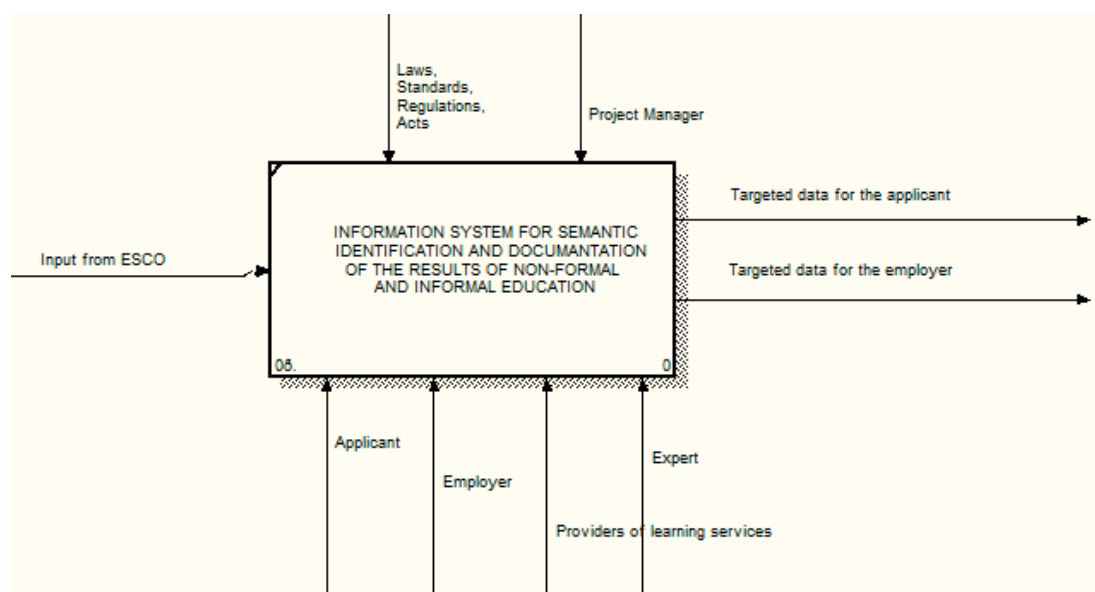 Laws,
Standards,
Regulations,
Acts
Project Manager
Targeted data for the applicant
INFORMATION SYSTEM FOR SEMANTIC
IDENTIFICATION AND DOCUMANTATION
OF THE RESULTS OF NON-FORMAL
AND INFORMAL EDUCATION
Input from ESCO
Targeted data for the employer
08.
0
Applicant
Expert
Employer
Providers of learning services